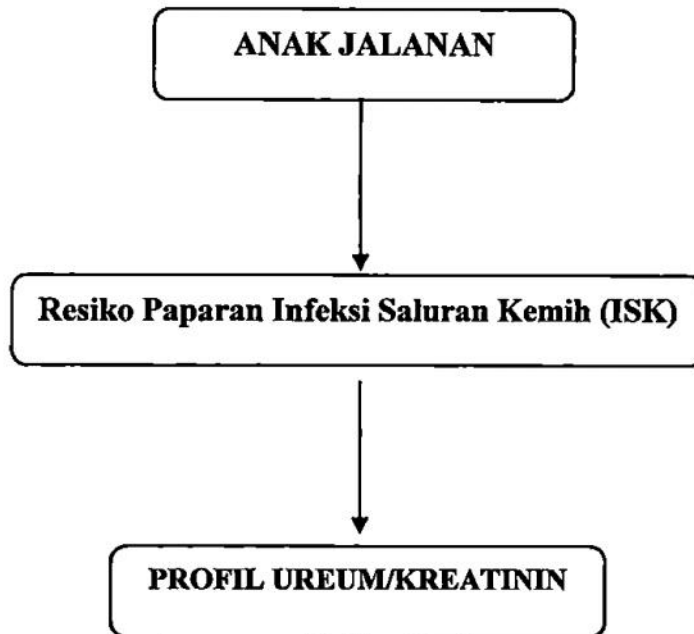 ANAK JALANAN
Resiko Paparan Infeksi Saluran Kemih (ISK)
PROFIL UREUM/KREATININ